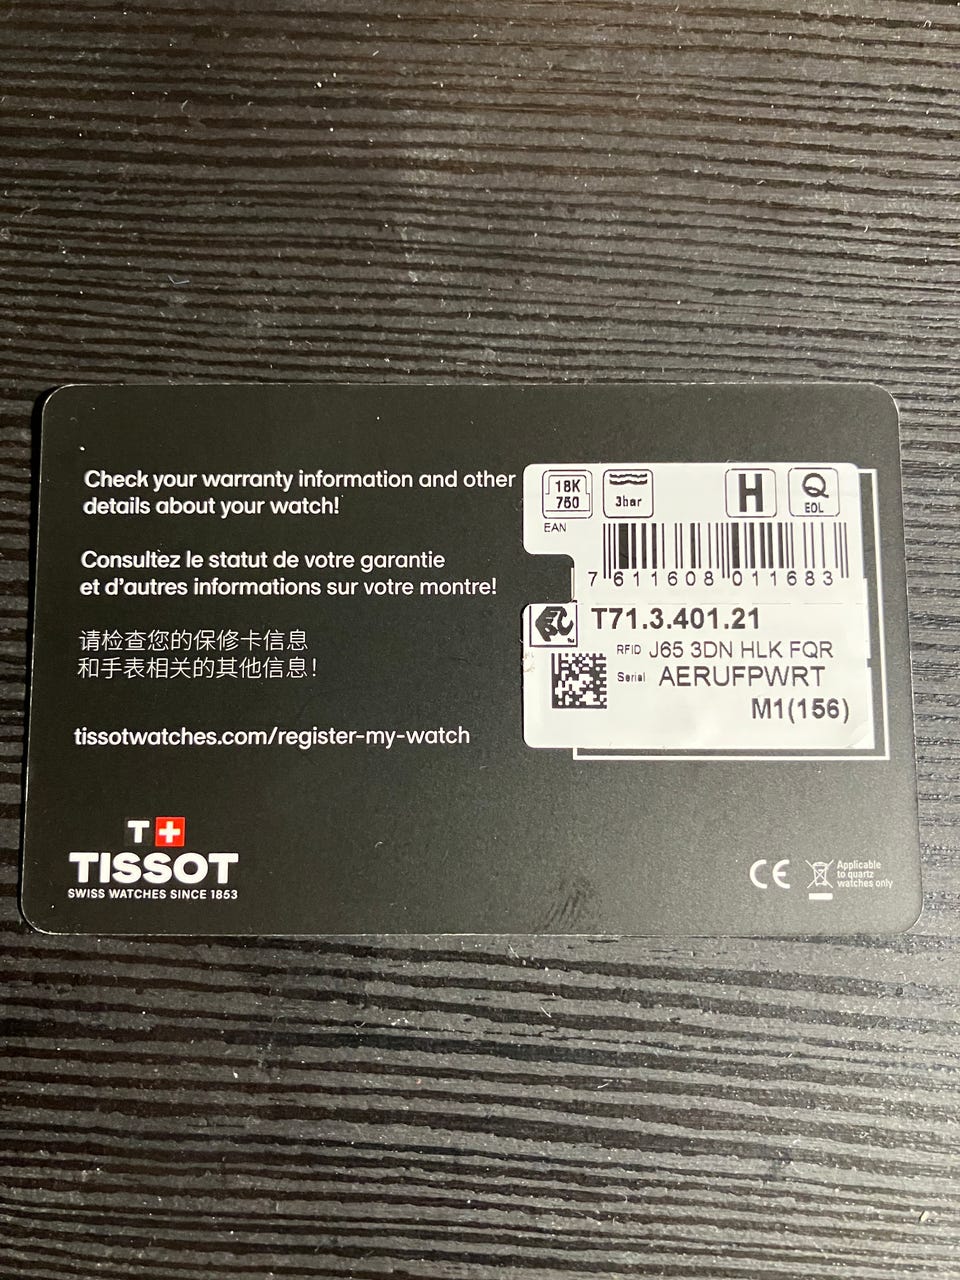 Check your warranty information and other
details about your watch!
Consultez le statut de votre garantie
et d'autres informations sur votre montre!
请检查您的保修卡信息
和手表相关的其他信息！
tissotwatches.com/register-my-watch
T+
TISSOT
SWISS WATCHES SINCE 1853
18K
750
3bar
H
Q
EDL
EAN
7 611608 011683
T71.3.401.21
RFID J65 3DN HLK FQR
Serial AERUFPWRT
M1(156)
CE
Applicable
to quartz
watches only